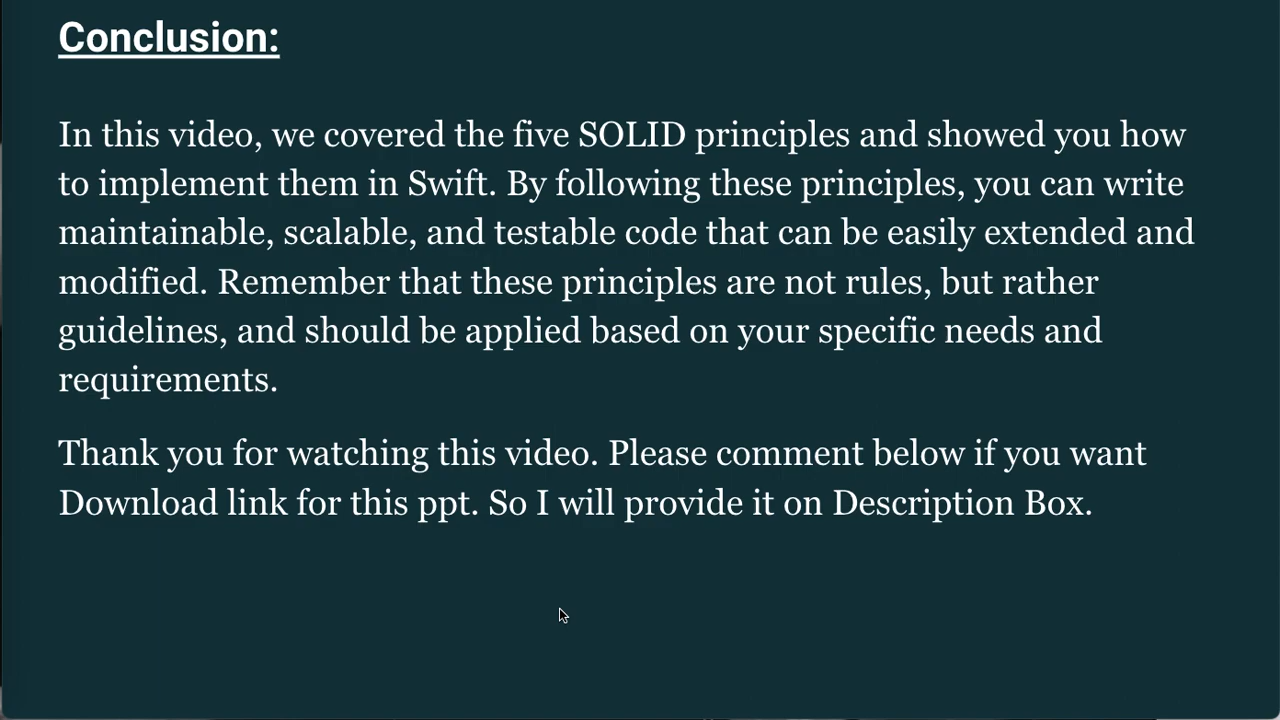 Conclusion:
In this video, we covered the five SOLID principles and showed you how
to implement them in Swift. By following these principles, you can write
maintainable, scalable, and testable code that can be easily extended and
modified. Remember that these principles are not rules, but rather
guidelines, and should be applied based on your specific needs and
requirements.
Thank you for watching this video. Please comment below if you want
Download link for this ppt. So I will provide it on Description Box.